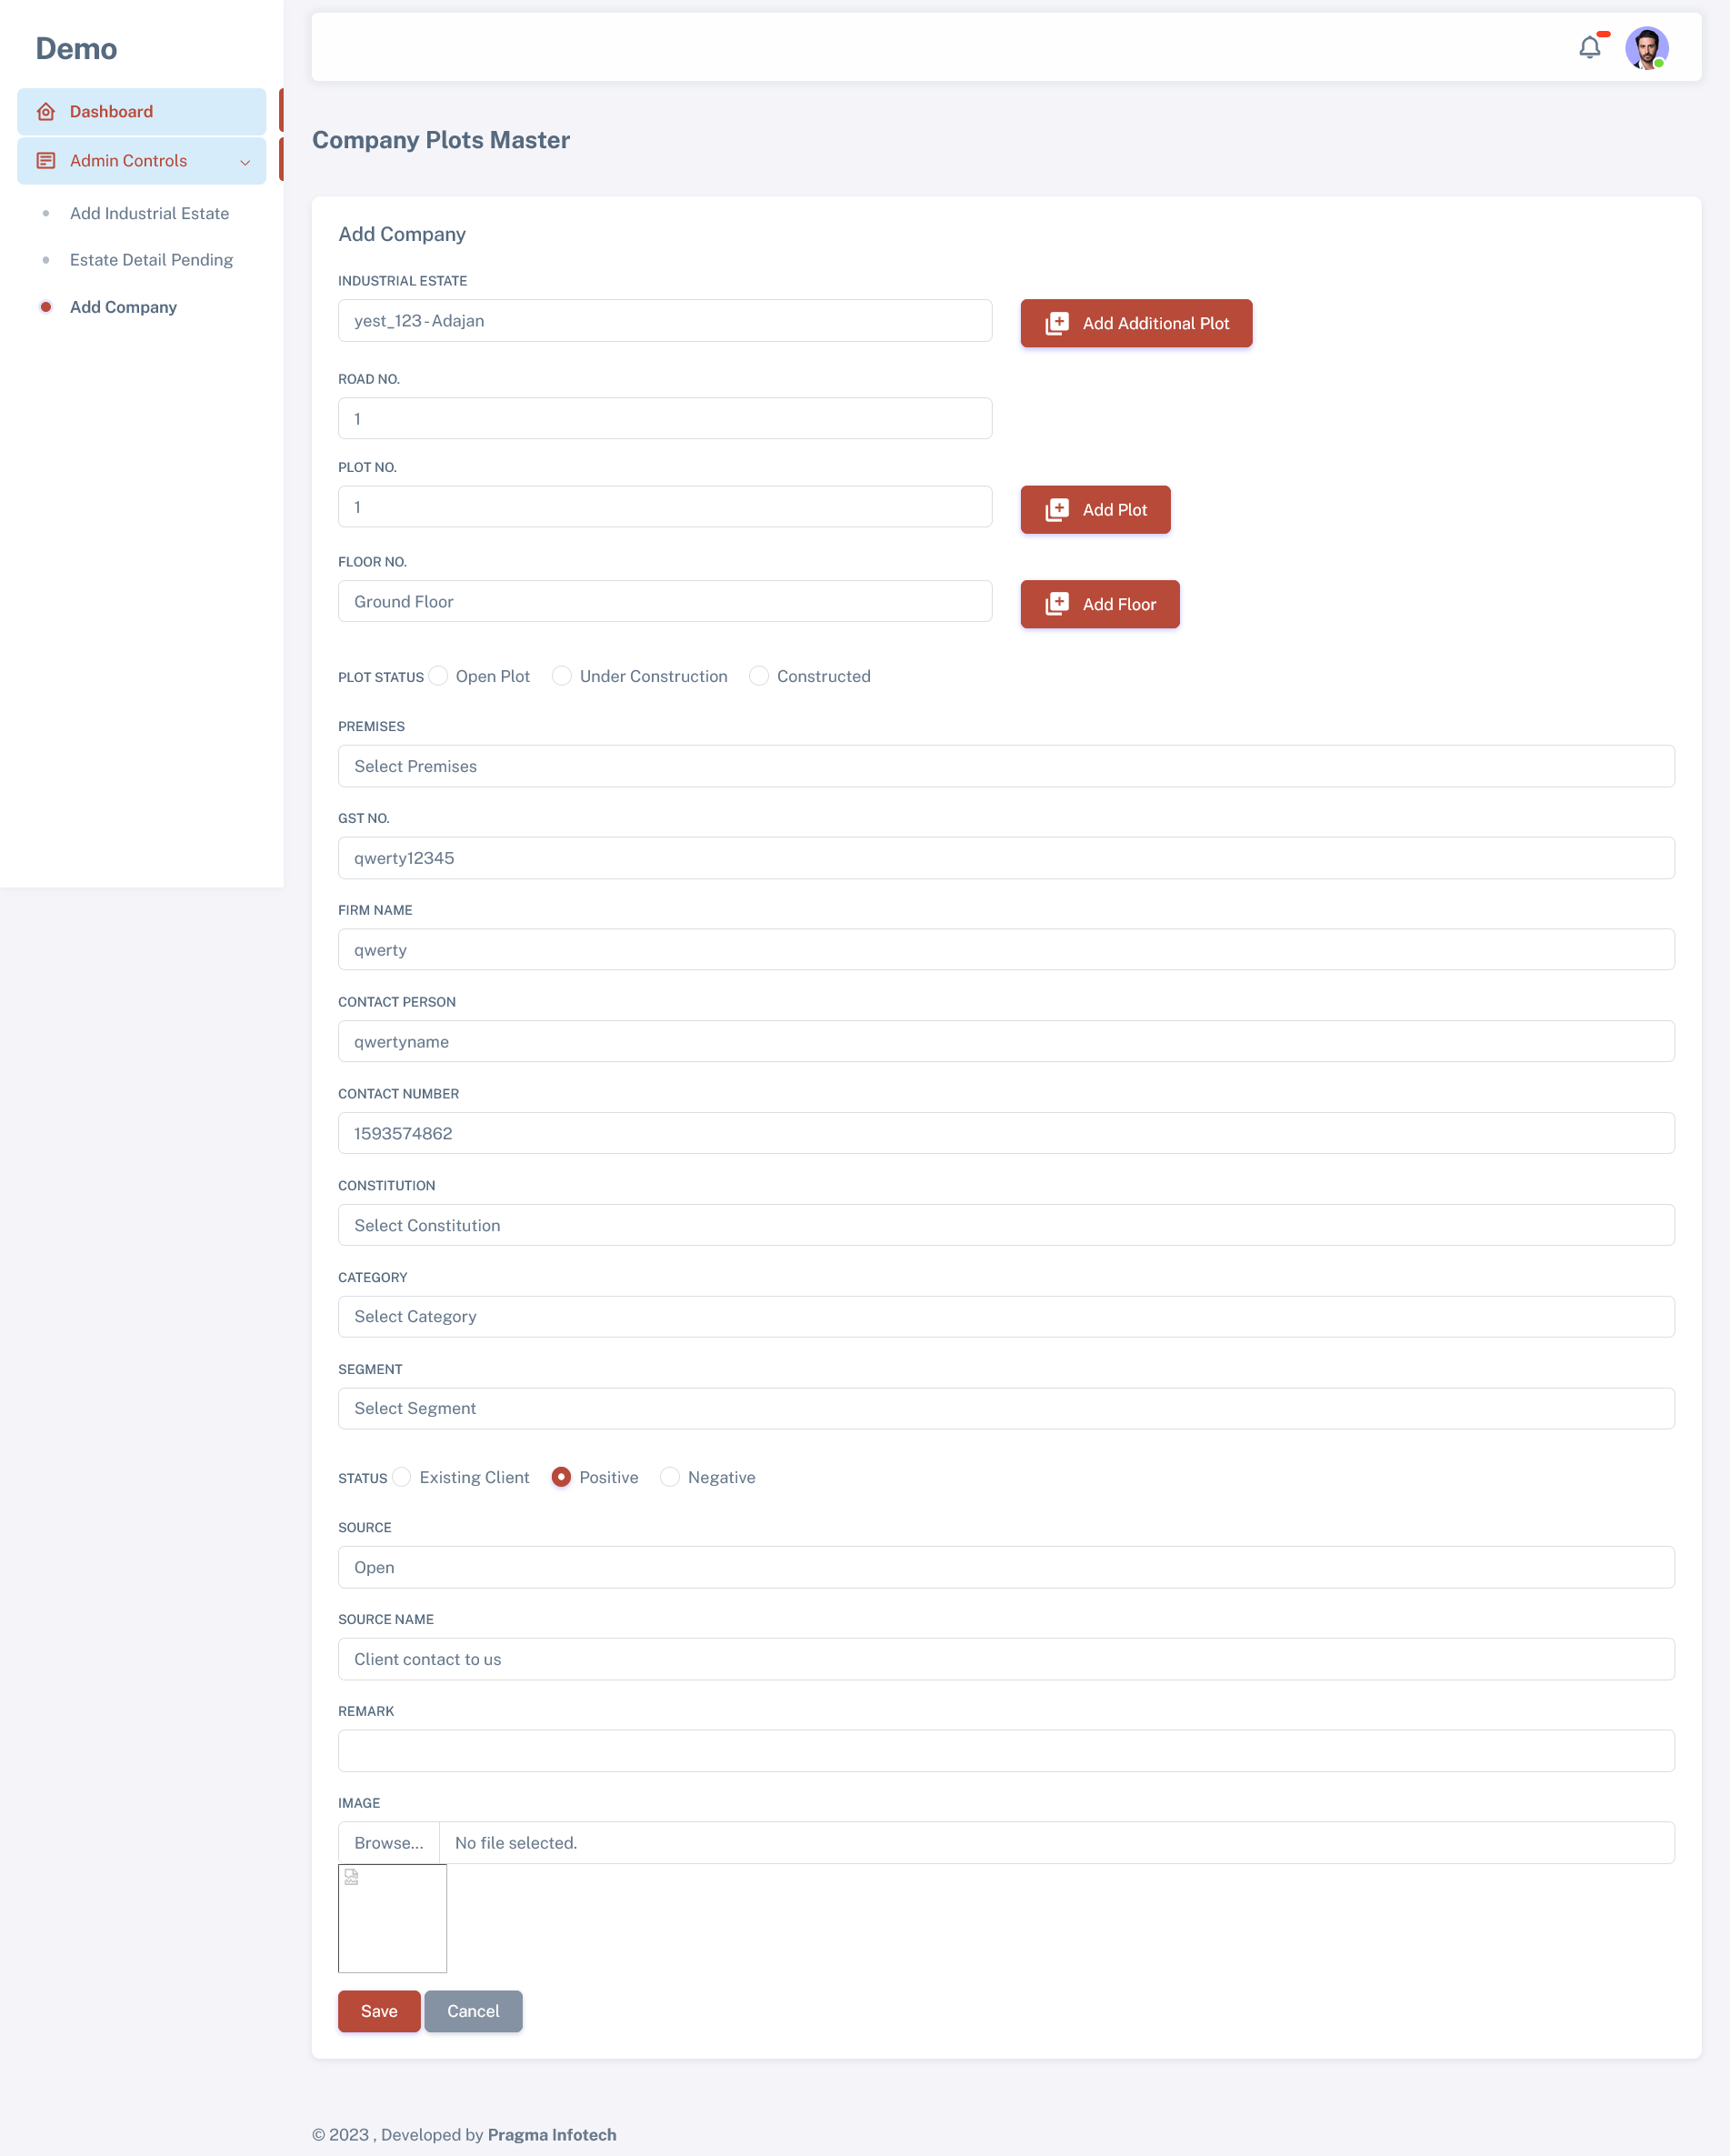 Demo
Dashboard
Admin Controls
Add Industrial Estate
Estate Detail Pending
Add Company
Company Plots Master
Add Company
INDUSTRIAL ESTATE
yest_123 - Adajan
Add Additional Plot
ROAD NO.
1
PLOT NO.
1
Add Plot
FLOOR NO.
Ground Floor
Add Floor
PLOT STATUS Open Plot Under Construction Constructed
PREMISES
Select Premises
GST NO.
qwerty12345
FIRM NAME
qwerty
CONTACT PERSON
qwertyname
CONTACT NUMBER
1593574862
CONSTITUTION
Select Constitution
CATEGORY
Select Category
SEGMENT
Select Segment
STATUS Existing Client Positive Negative
SOURCE
Open
SOURCE NAME
Client contact to us
REMARK
IMAGE
Browse... No file selected.
Save Cancel
© 2023 , Developed by Pragma Infotech